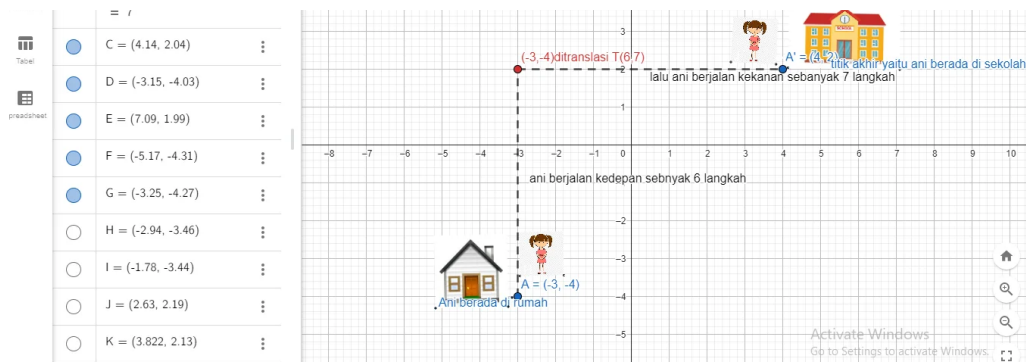 = 7
Tabel
C = (4.14, 2.04)
D = (-3.15, -4.03)
preadsheet
E = (7.09, 1.99)
F = (-5.17, -4.31)
G = (-3.25, -4.27)
H = (-2.94, -3.46)
I = (-1.78, -3.44)
J = (2.63, 2.19)
K = (3.822, 2.13)
3
(-3,-4)ditranslasi T(6,7)
A' = (4, 2)
titik akhir yaitu ani berada di sekolah
2
lalu ani berjalan kekanan sebanyak 7 langkah
1
-8 -7 -6 -5 -4 -3 -2 -1 0 1 2 3 4 5 6 7 8 9 10
ani berjalan kedepan sebnyak 6 langkah
-2
-3
A = (-3, -4)
-4
Ani berada di rumah
-5
Activate Windows
Go to Settings to activate Windows.